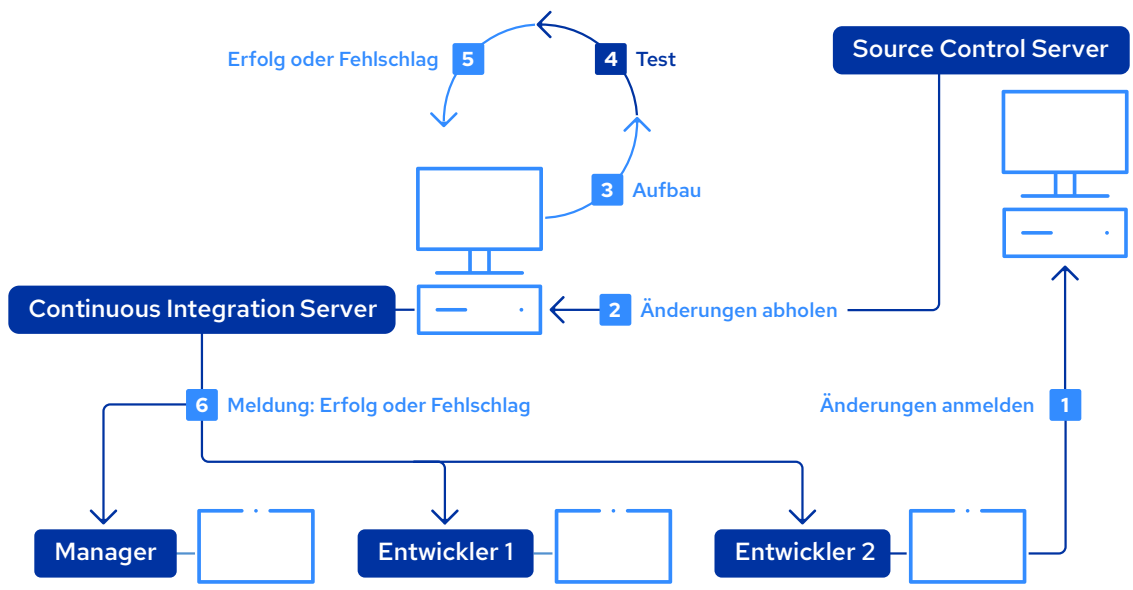 Erfolg oder Fehlschlag
5
4
Test
Source Control Server
3
Aufbau
Continuous Integration Server
2
Änderungen abholen
6
Meldung: Erfolg oder Fehlschlag
Änderungen anmelden
1
Manager
Entwickler 1
Entwickler 2